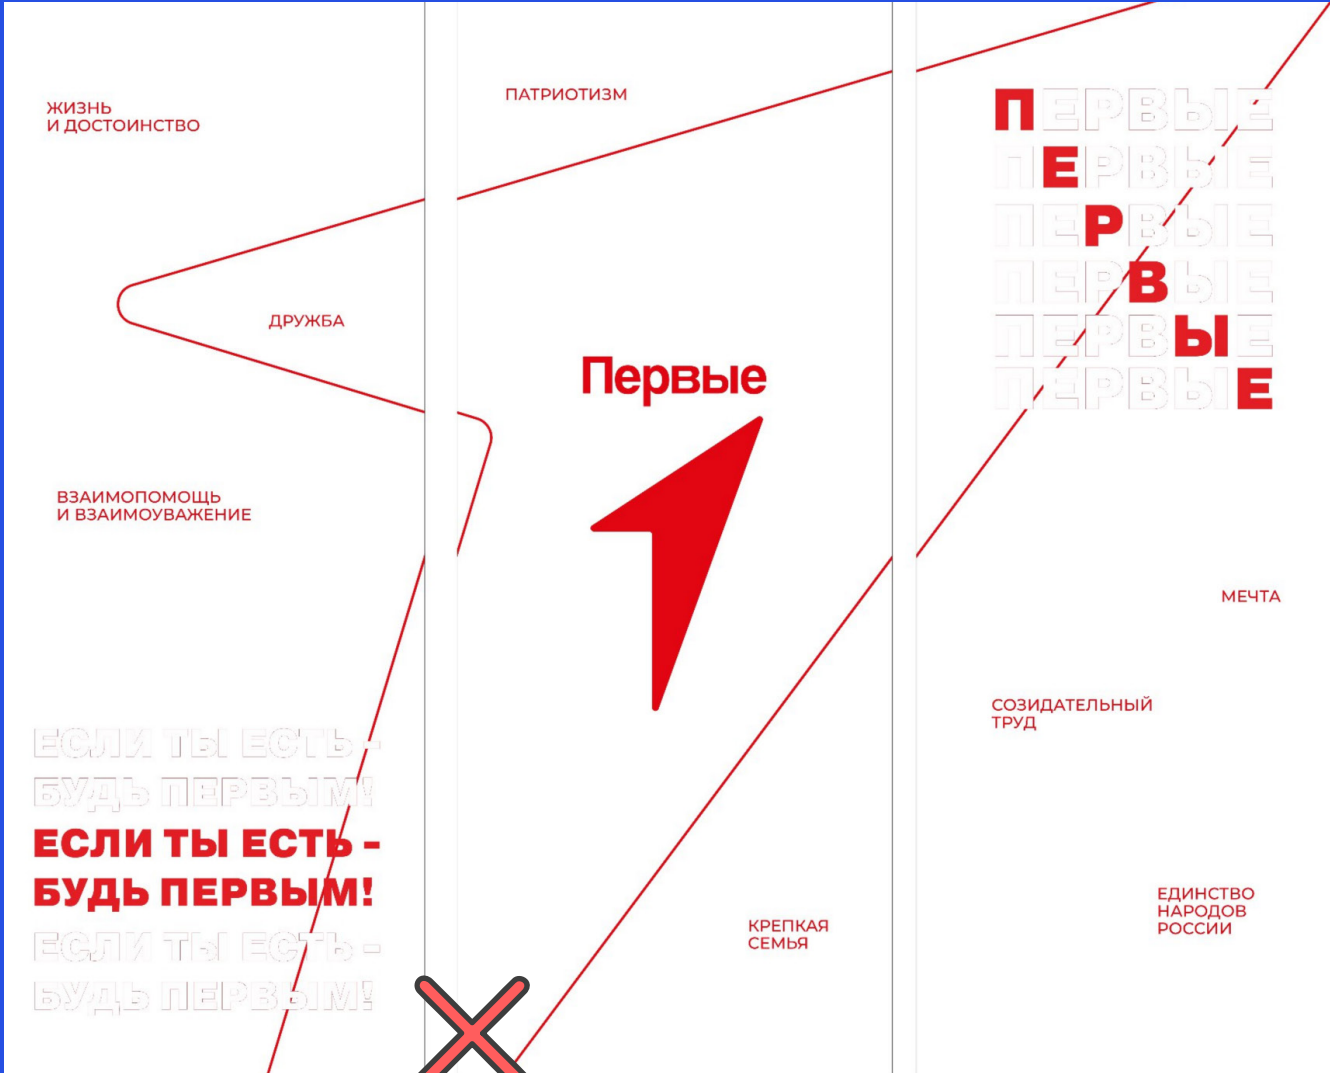 ЖИЗНЬ
И ДОСТОИНСТВО
ДРУЖБА
ВЗАИМОПОМОЩЬ
И ВЗАИМОУВАЖЕНИЕ
ЕСЛИ ТЫ ЕСТЬ -
БУДЬ ПЕРВЫМ!
ЕСЛИ ТЫ ЕСТЬ -
БУДЬ ПЕРВЫМ!
ЕСЛИ ТЫ ЕСТЬ -
БУДЬ ПЕРВЫМ!
ПАТРИОТИЗМ
Первые
КРЕПКАЯ
СЕМЬЯ
ПЕРВЫЕ
ПЕРВЫЕ
ПЕРВЫЕ
ПЕРВЫЕ
ПЕРВЫЕ
ПЕРВЫЕ
МЕЧТА
СОЗИДАТЕЛЬНЫЙ
ТРУД
ЕДИНСТВО
НАРОДОВ
РОССИИ